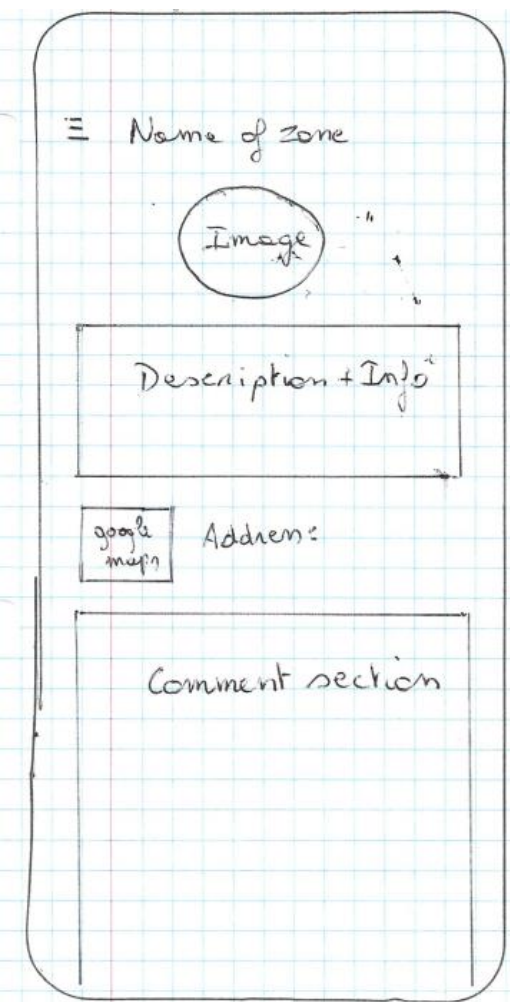 Name of zone
Image
Description + Info
google
maps
Address:
Comment section